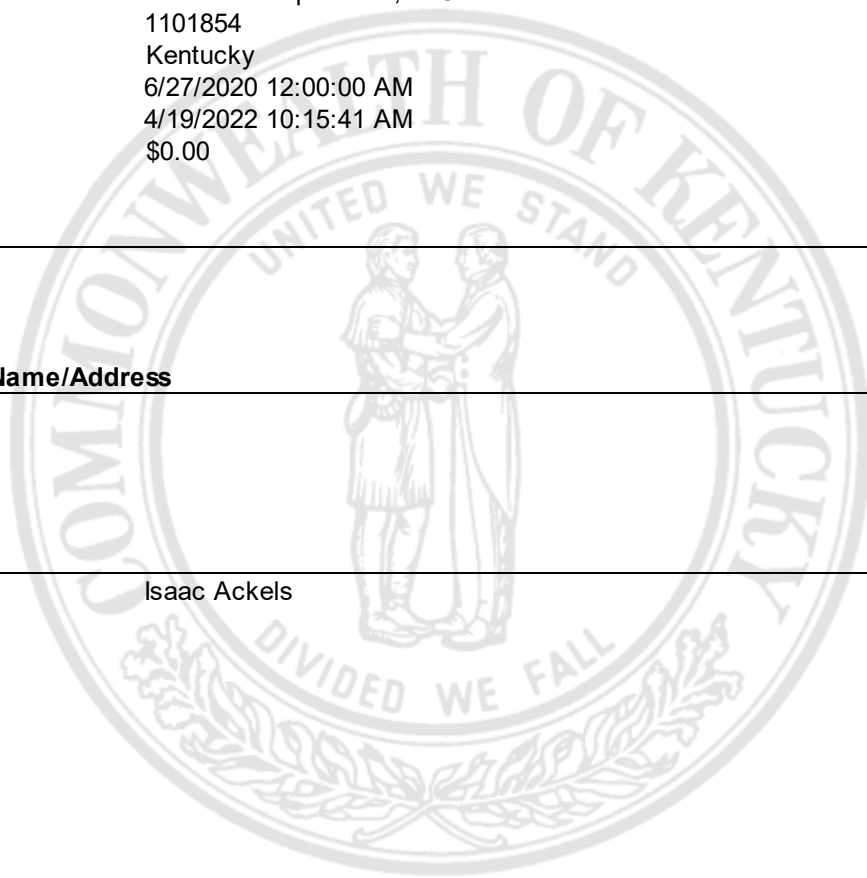 1101854
Kentucky
6/27/2020 12:00:00 AM
4/19/2022 10:15:41 AM
$0.00
Name/Address
Isaac Ackels
COMMONWEALTH OF KENTUCKY
UNITED WE STAND
DIVIDED WE FALL